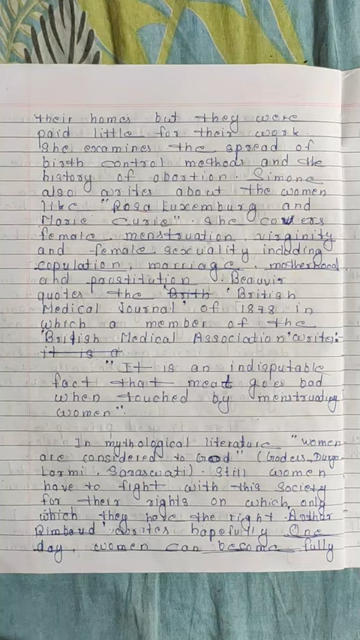 their homes but they were
paid little for their work
She examines the spread of
birth control methods and the
history of abortion. Simone
also writes about the women
like "Rosa Luxemburg and
Marie Curie". She covers
female menstruation, virginity
and female sexuality including
copulation, marriage, motherhood
and prostitution. Beauvir
quotes the Brith 'British
Medical Journal' of 1878 in
which a member of the
'British Medical Association' writes:
it is a
"It is an indisputable
fact that meat goes bad
when touched by menstruating
women"
In mythological literature "women
are considered to God" (Goddess, Durga
Laxmi, Saraswati). Still women
have to fight with this society
for their rights on which only
which they have the right
Rimbaud writes hopefully One
day, women can become fully